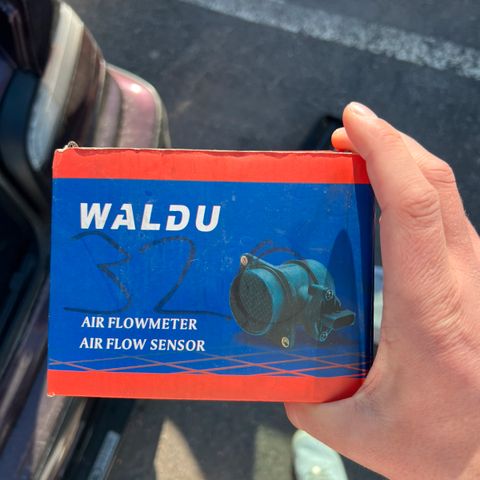 WALDU
32
AIR FLOWMETER
AIR FLOW SENSOR